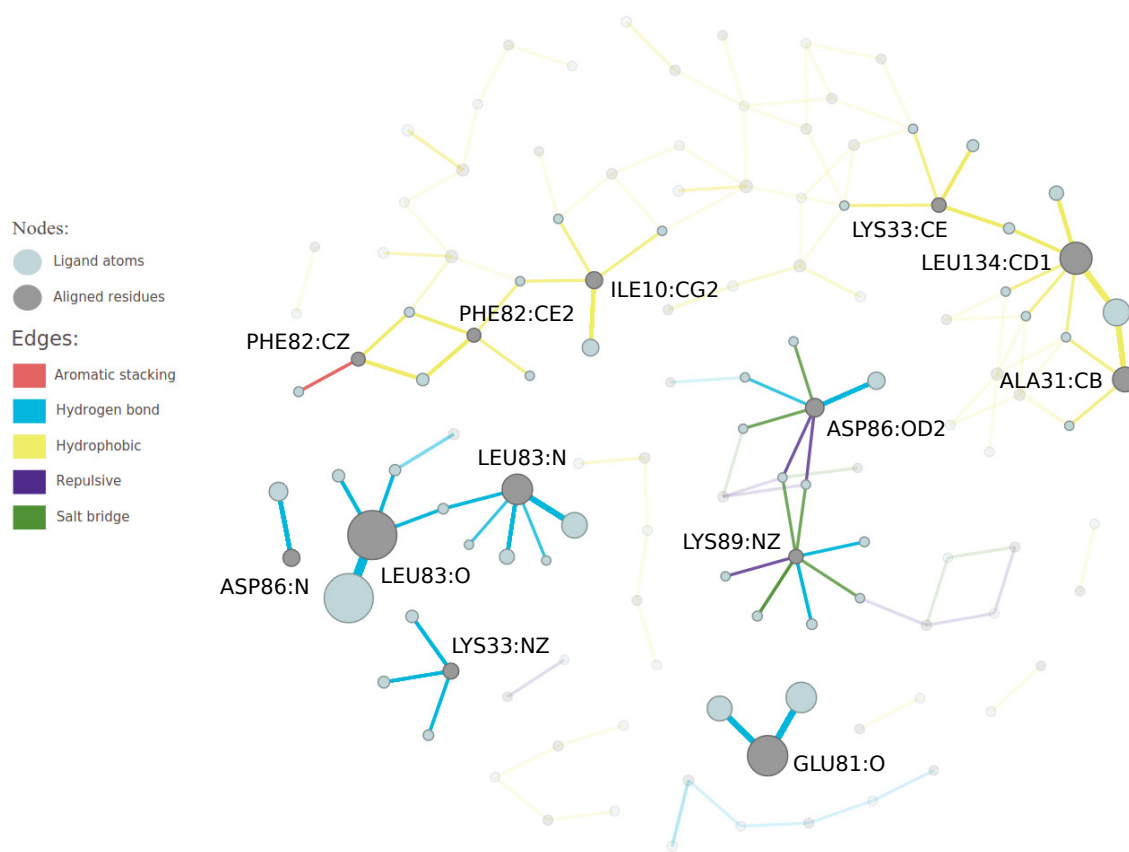 Nodes:
Ligand atoms
Aligned residues
Edges:
Aromatic stacking
Hydrogen bond
Hydrophobic
Repulsive
Salt bridge
LYS33:CE
LEU134:CD1
ILE10:CG2
PHE82:CE2
PHE82:CZ
ALA31:CB
ASP86:OD2
LEU83:N
LYS89:NZ
LEU83:O
ASP86:N
LYS33:NZ
GLU81:O